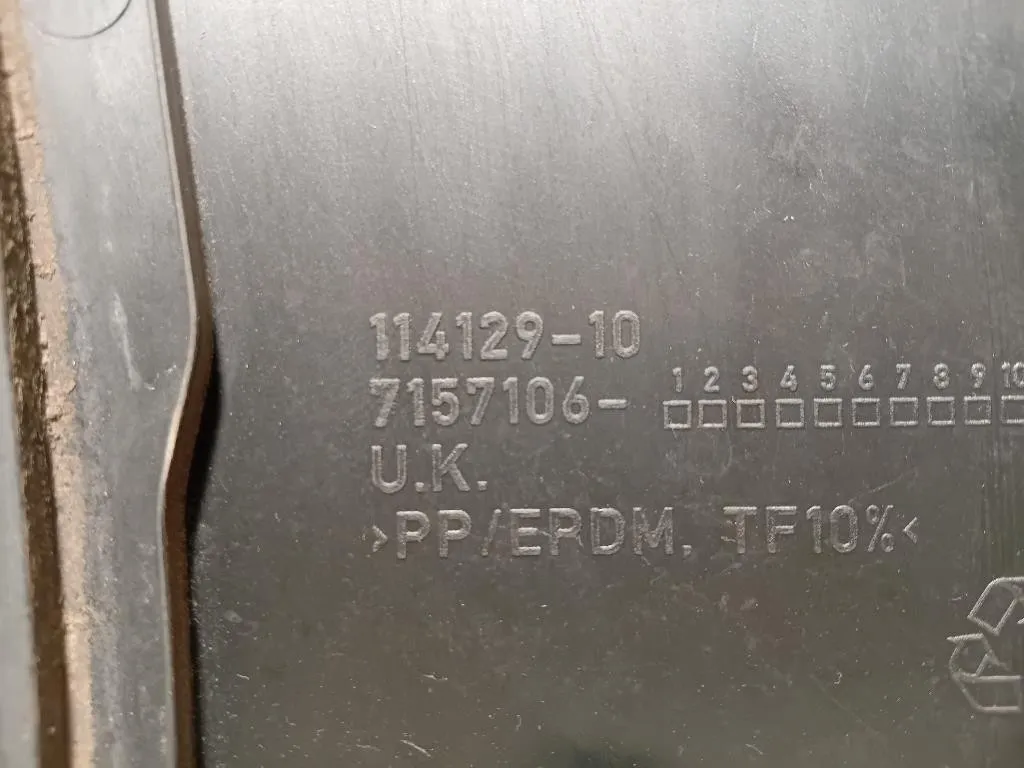 114129-10
7157106-
1 2 3 4 5 6 7 8 9 10
U.K.
>PP/EPDM, TF10%<